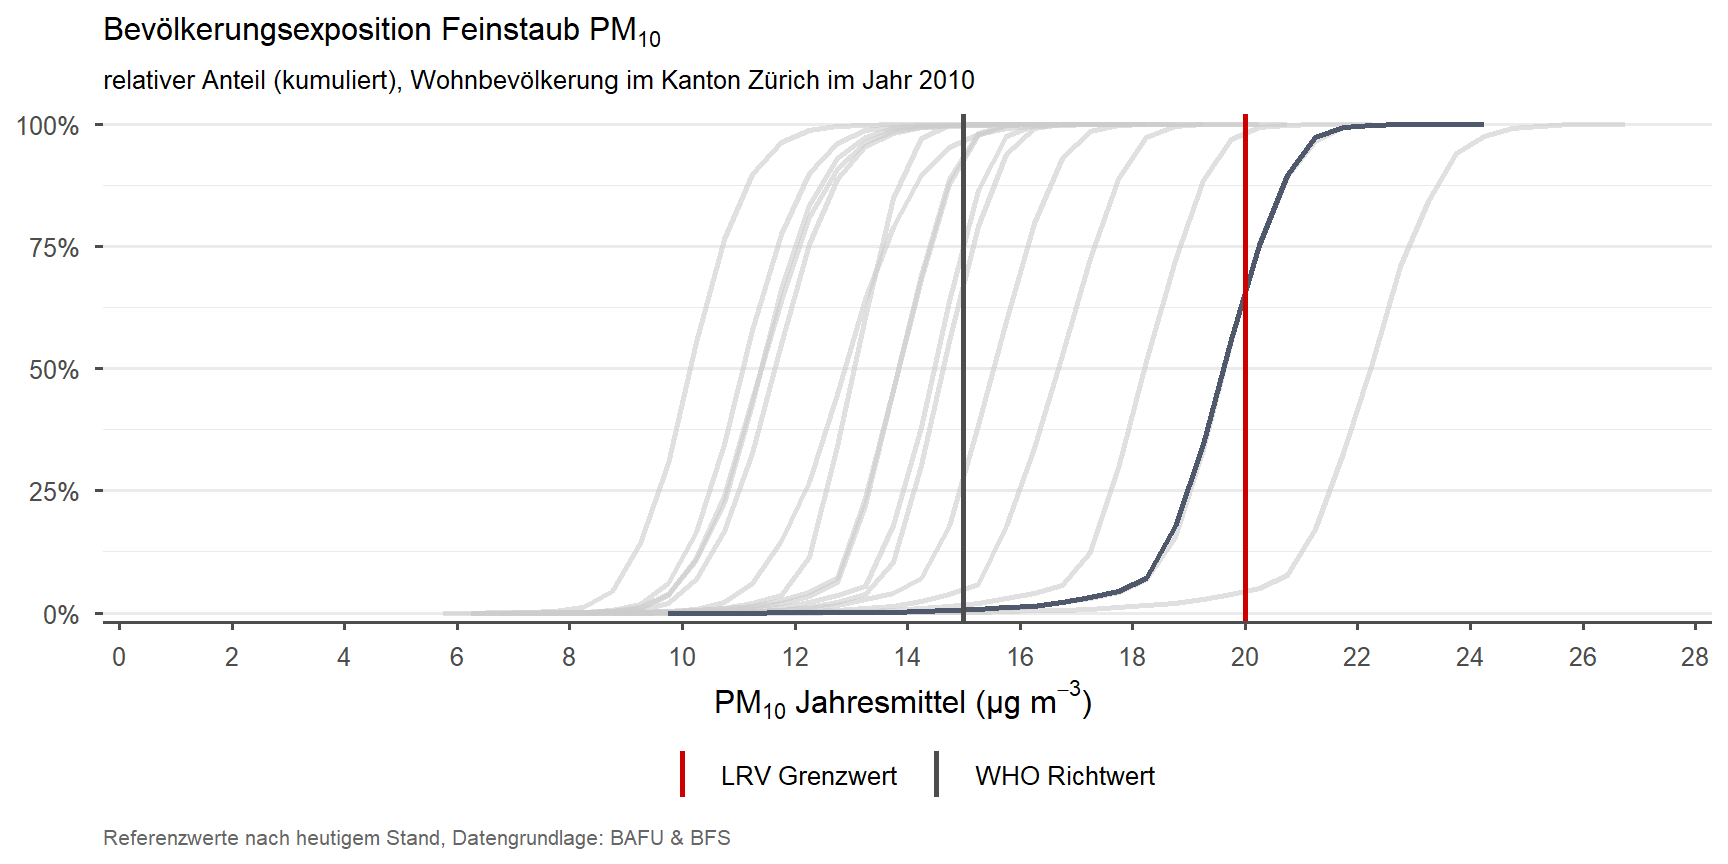 Bevölkerungsexposition Feinstaub PM₁₀
relativer Anteil (kumuliert), Wohnbevölkerung im Kanton Zürich im Jahr 2010
100%
75%
50%
25%
0%
0 2 4 6 8 10 12 14 16 18 20 22 24 26 28
PM₁₀ Jahresmittel (µg m⁻³)
LRV Grenzwert WHO Richtwert
Referenzwerte nach heutigem Stand, Datengrundlage: BAFU & BFS